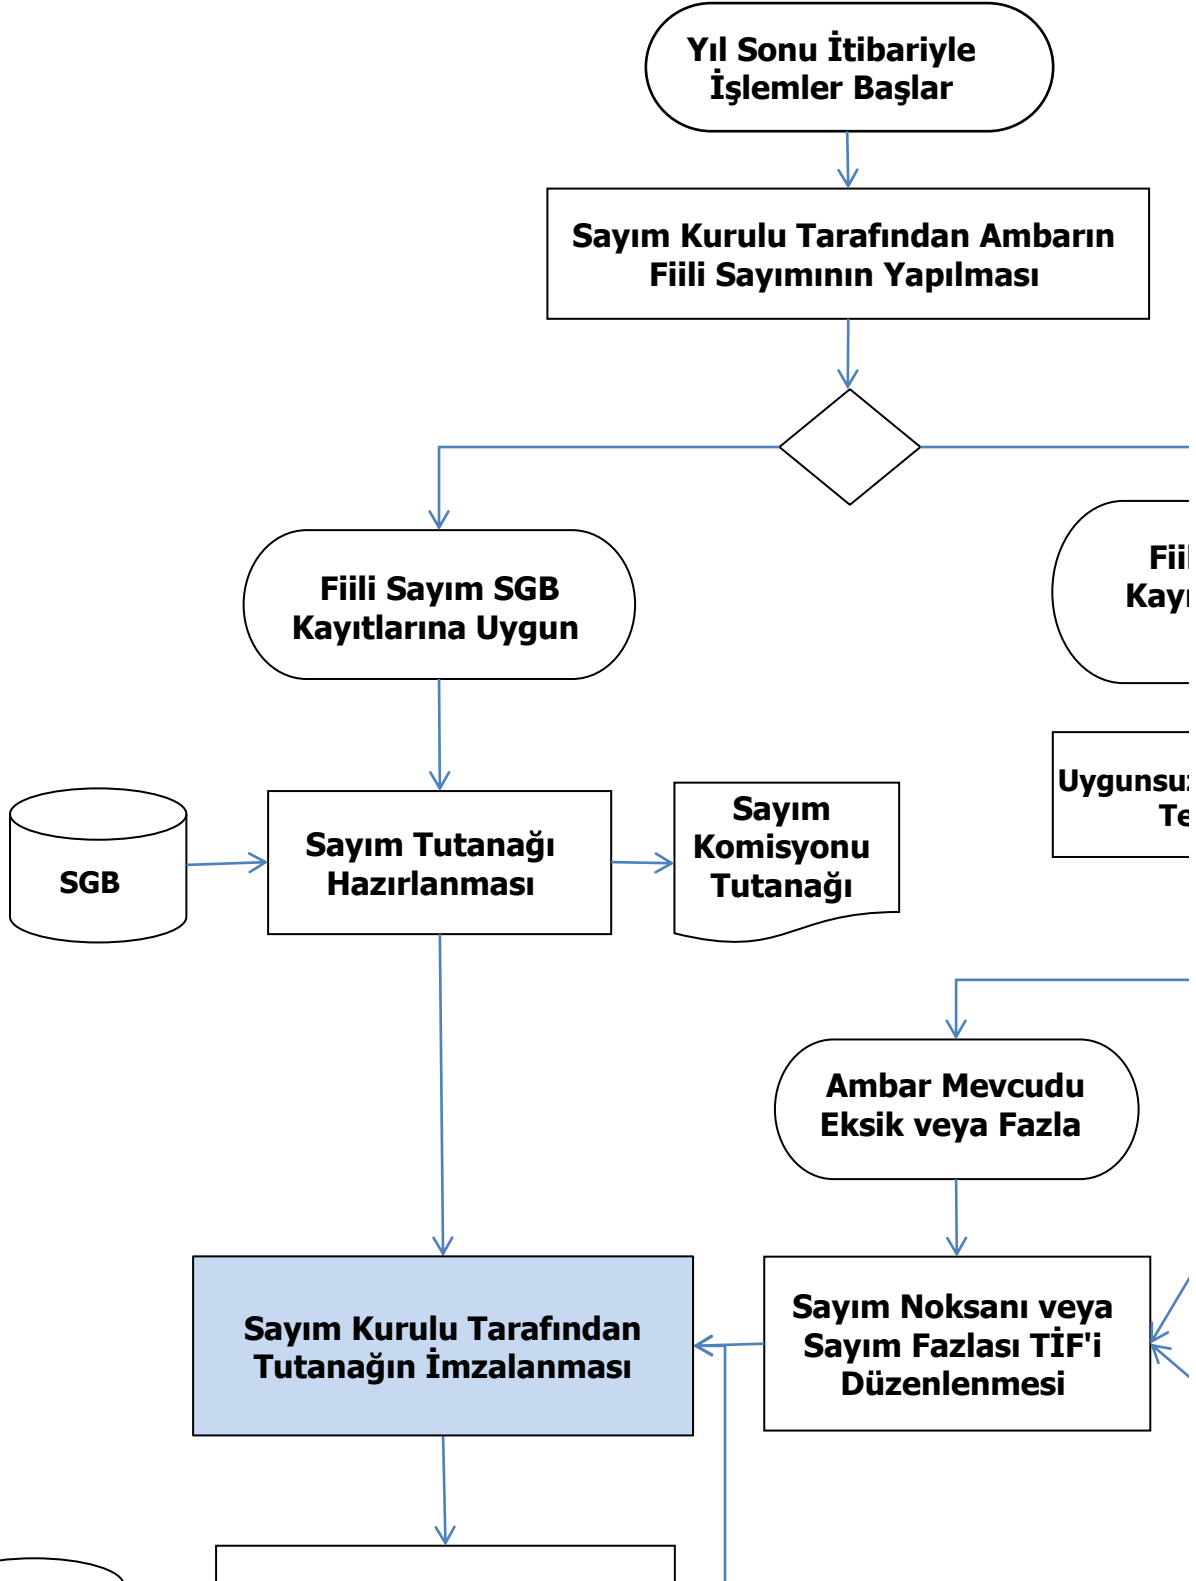 Yıl Sonu İtibariyle
İşlemler Başlar
Sayım Kurulu Tarafından Ambarın
Fiili Sayımının Yapılması
Fiili Sayım SGB
Kayıtlarına Uygun
SGB
Sayım Tutanağı
Hazırlanması
Sayım
Komisyonu
Tutanağı
Ambar Mevcudu
Eksik veya Fazla
Sayım Kurulu Tarafından
Tutanağın İmzalanması
Sayım Noksanı veya
Sayım Fazlası TİF'i
Düzenlenmesi